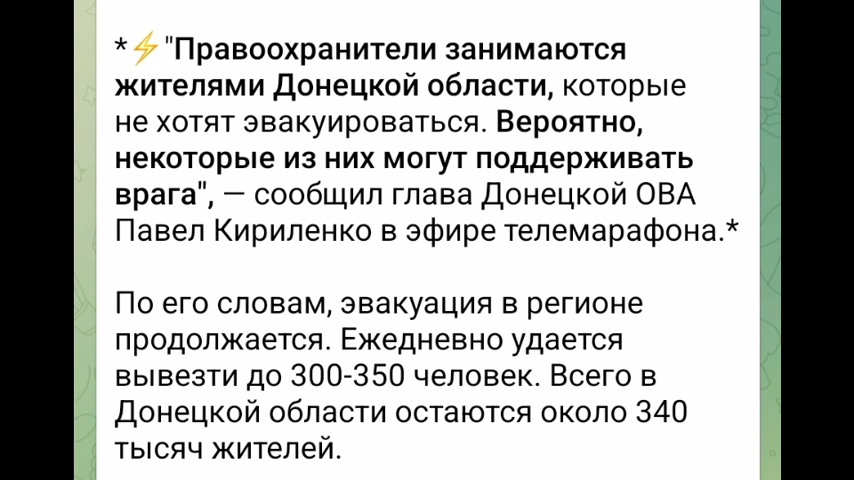 *⚡"Правоохранители занимаются
жителями Донецкой области, которые
не хотят эвакуироваться. Вероятно,
некоторые из них могут поддерживать
врага", — сообщил глава Донецкой ОВА
Павел Кириленко в эфире телемарафона.*
По его словам, эвакуация в регионе
продолжается. Ежедневно удается
вывезти до 300-350 человек. Всего в
Донецкой области остаются около 340
тысяч жителей.